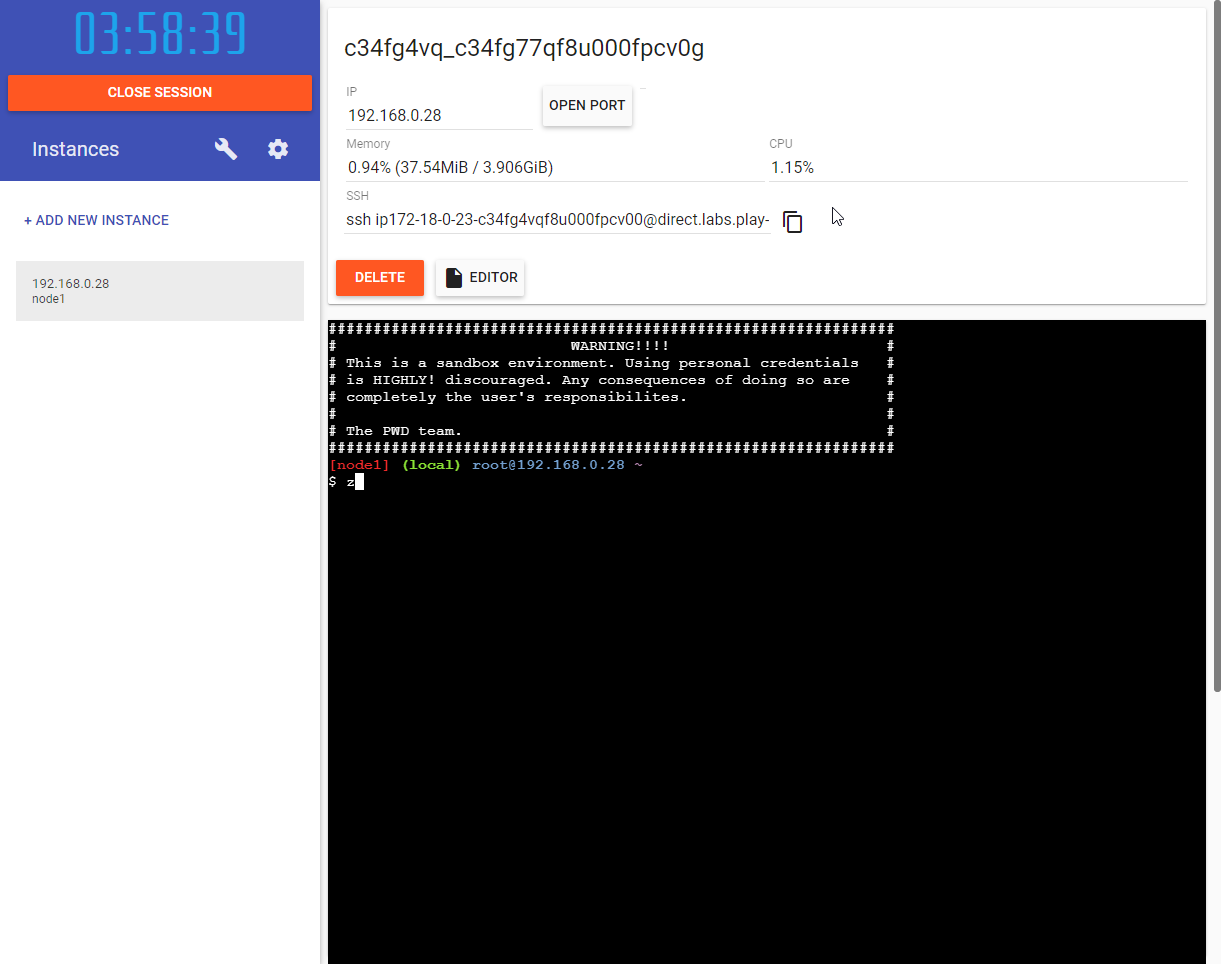 03:58:39
CLOSE SESSION
Instances
+ ADD NEW INSTANCE
192.168.0.28
node1
c34fg4vq_c34fg77qf8u000fpcv0g
IP
192.168.0.28
OPEN PORT
Memory
0.94% (37.54MiB / 3.906GiB)
CPU
1.15%
SSH
ssh ip172-18-0-23-c34fg4vqf8u000fpcv00@direct.labs.play-
DELETE
EDITOR
###############################################################
#                          WARNING!!!!                        #
# This is a sandbox environment. Using personal credentials   #
# is HIGHLY! discouraged. Any consequences of doing so are    #
# completely the user's responsibilites.                      #
#                                                             #
# The PWD team.                                               #
###############################################################
[node1] (local) root@192.168.0.28 ~
$ z